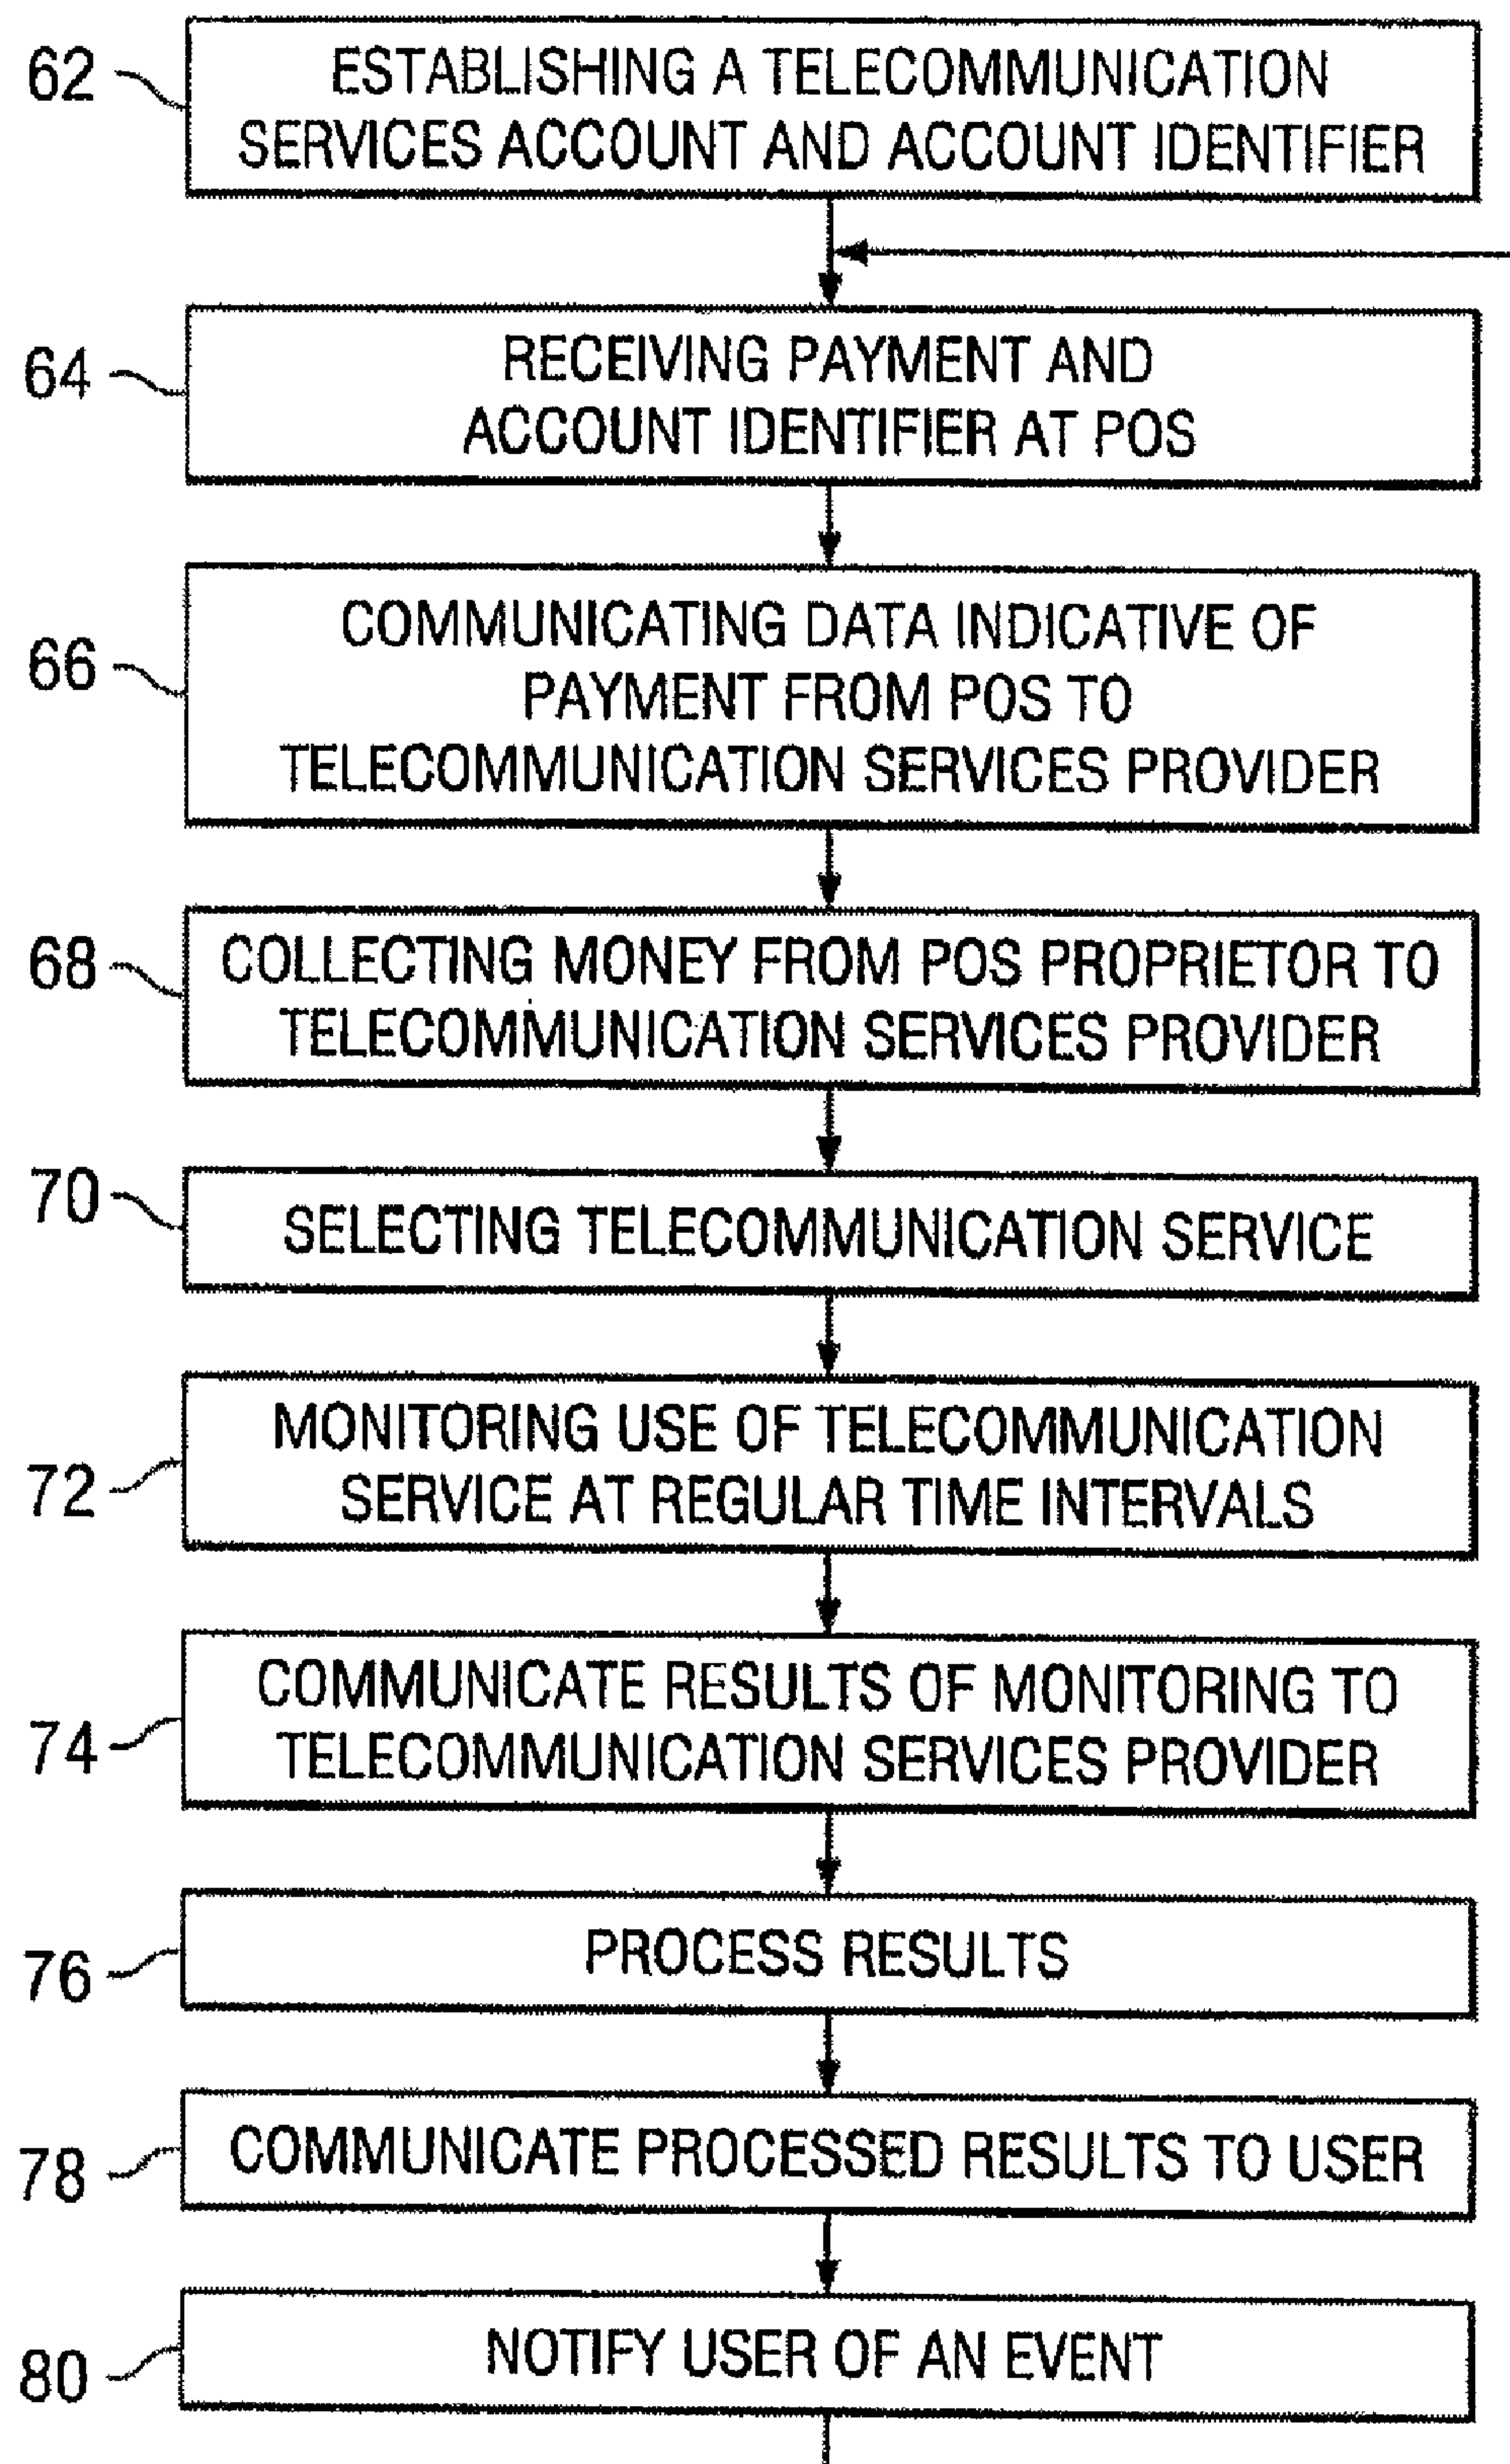 62
ESTABLISHING A TELECOMMUNICATION
SERVICES ACCOUNT AND ACCOUNT IDENTIFIER
64
RECEIVING PAYMENT AND
ACCOUNT IDENTIFIER AT POS
66
COMMUNICATING DATA INDICATIVE OF
PAYMENT FROM POS TO
TELECOMMUNICATION SERVICES PROVIDER
68
COLLECTING MONEY FROM POS PROPRIETOR TO
TELECOMMUNICATION SERVICES PROVIDER
70
SELECTING TELECOMMUNICATION SERVICE
72
MONITORING USE OF TELECOMMUNICATION
SERVICE AT REGULAR TIME INTERVALS
74
COMMUNICATE RESULTS OF MONITORING TO
TELECOMMUNICATION SERVICES PROVIDER
76
PROCESS RESULTS
78
COMMUNICATE PROCESSED RESULTS TO USER
80
NOTIFY USER OF AN EVENT